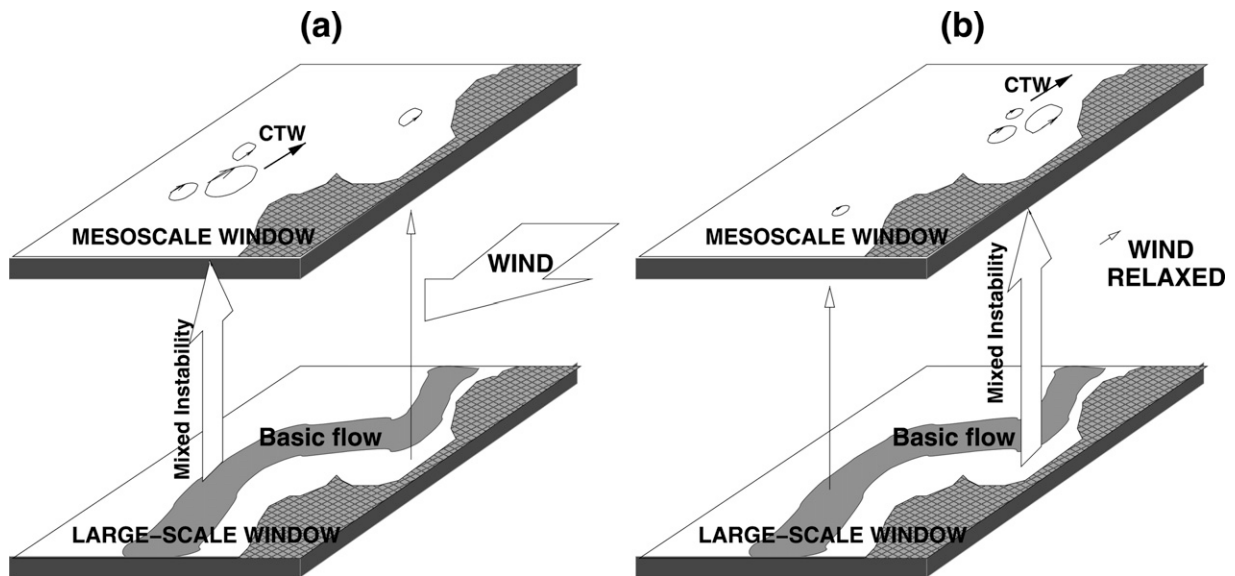 (a)
CTW
MESOSCALE WINDOW
WIND
Mixed Instability
Basic flow
LARGE-SCALE WINDOW
(b)
CTW
MESOSCALE WINDOW
WIND
RELAXED
Mixed Instability
Basic flow
LARGE-SCALE WINDOW